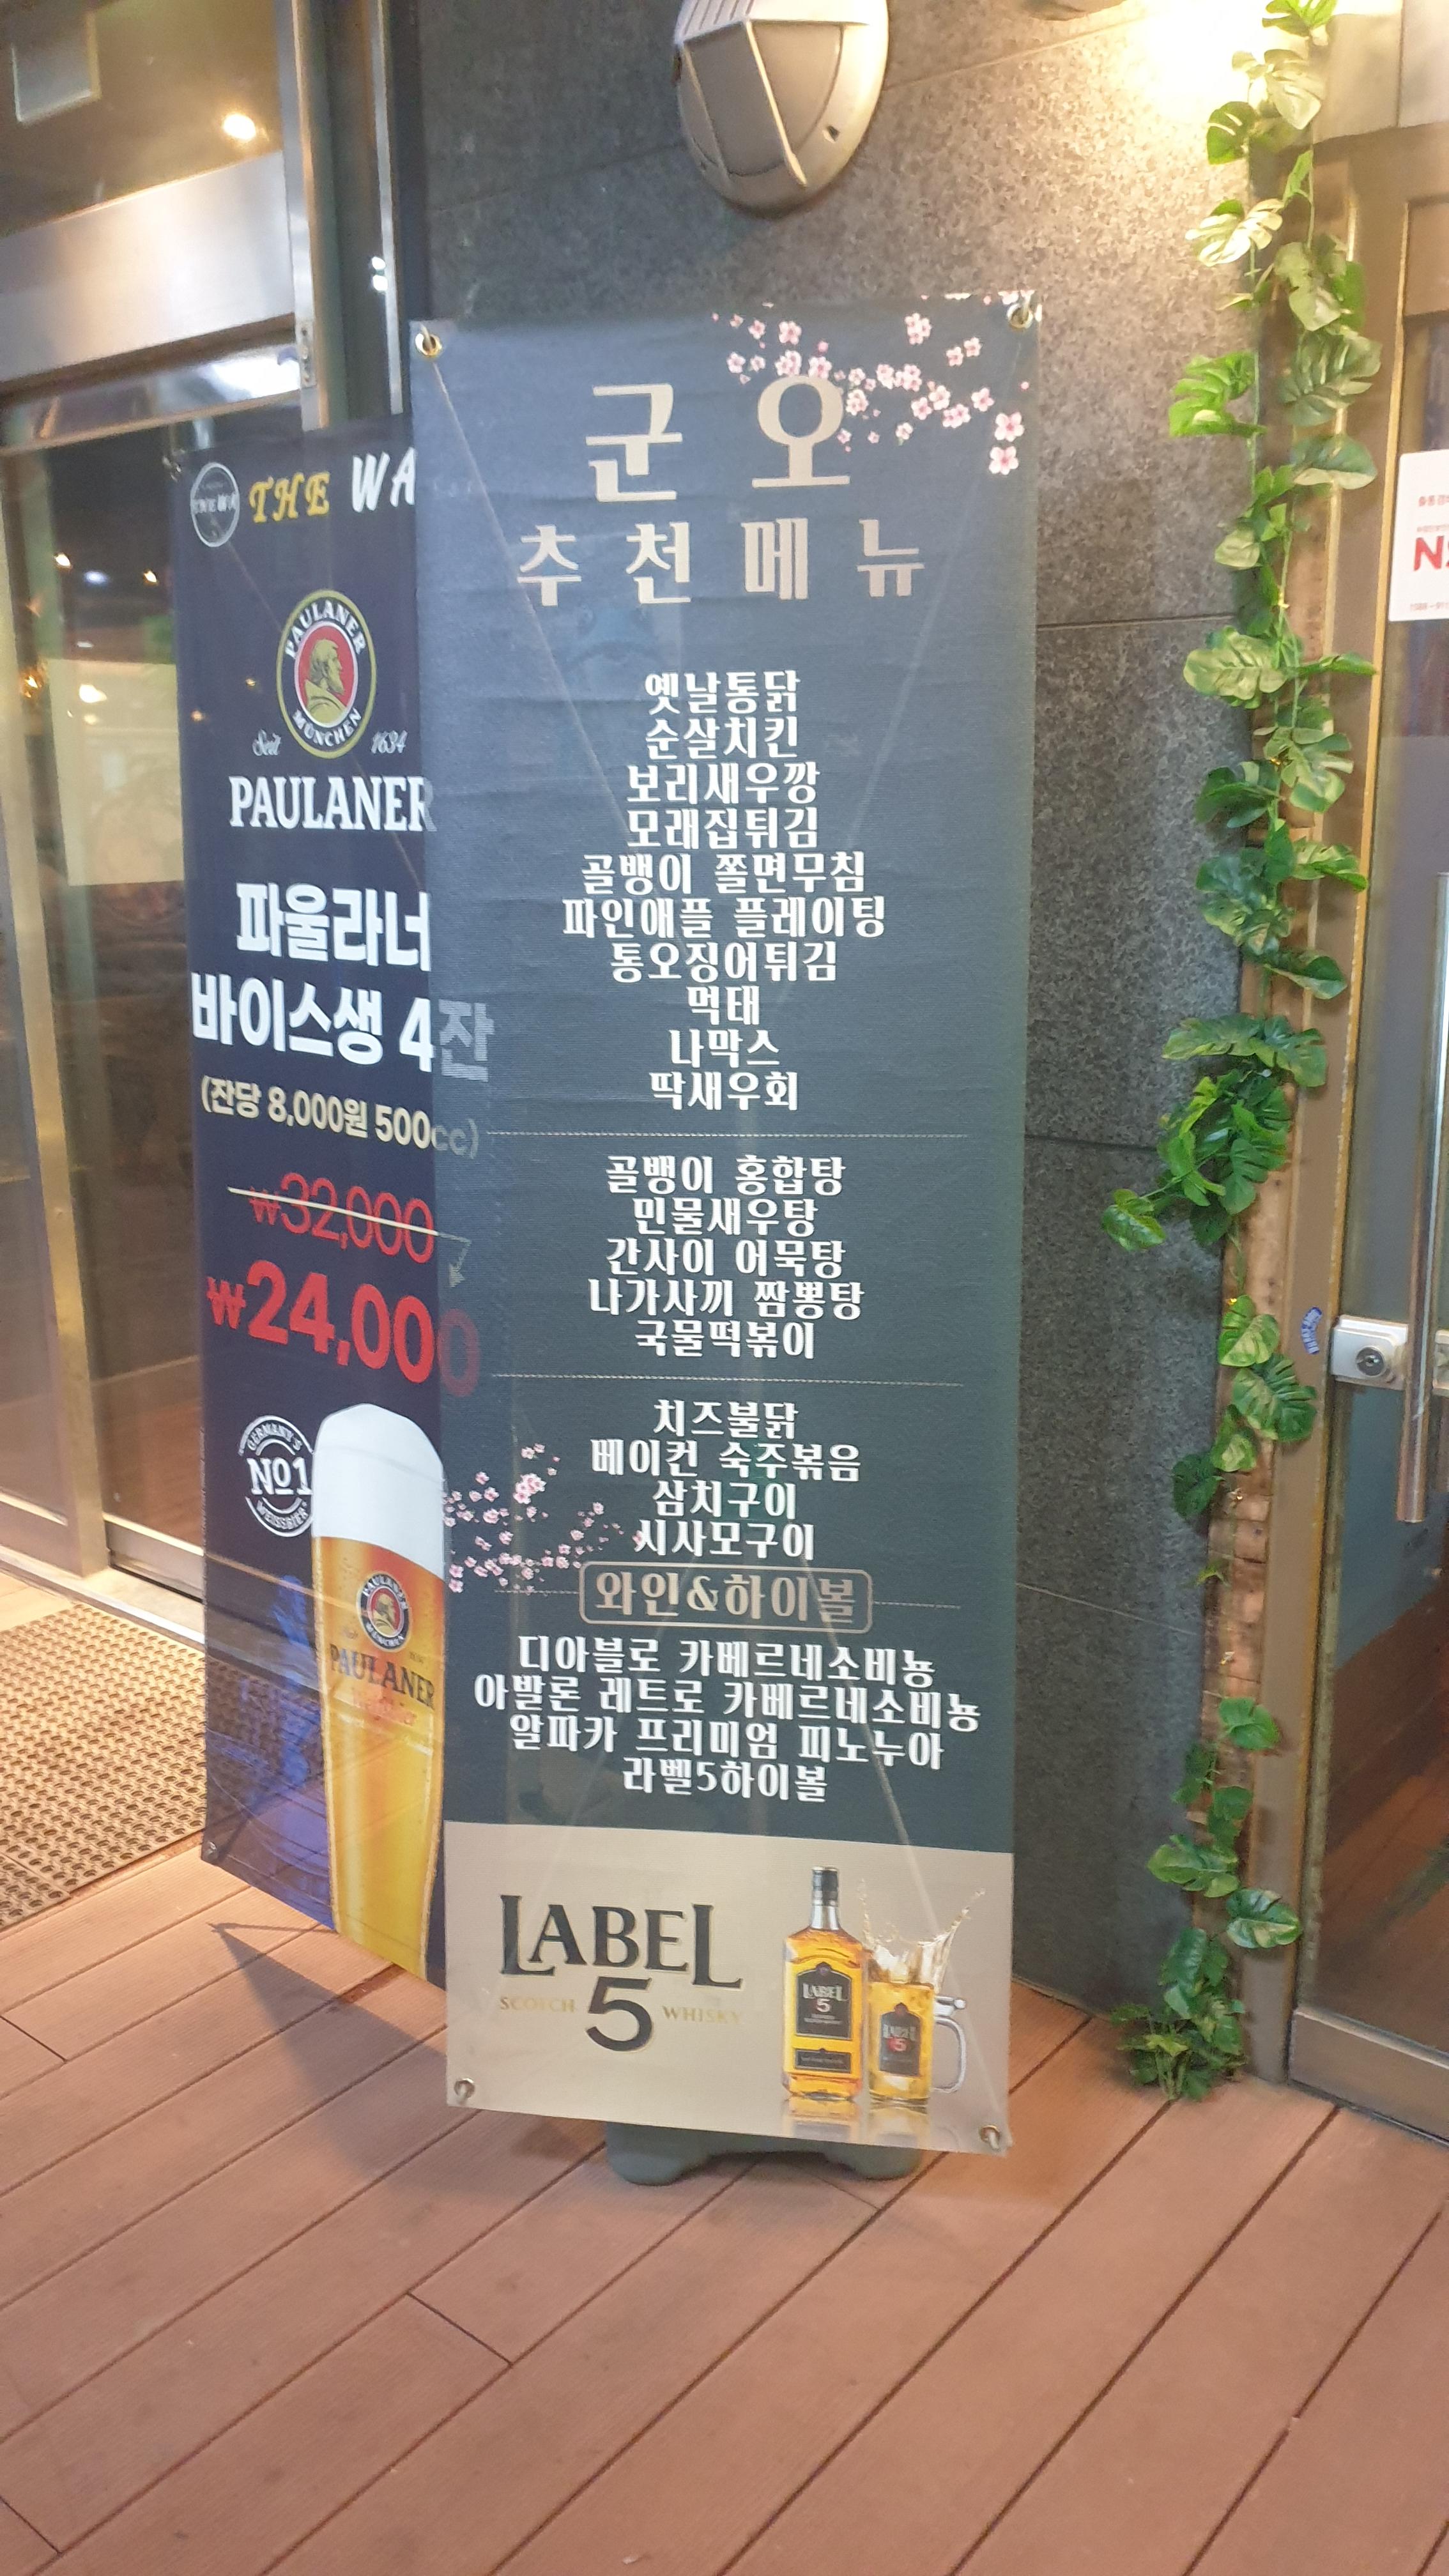 THE WA
PAULANER
MÜNCHEN
Seit 1634
PAULANER
파울라너
바이스생 4잔
(잔당 8,000원 500cc)
₩32,000
₩24,000
GERMANY'S
No1
WEISSBIER
PAULANER
PAULANER
군오
추천메뉴
옛날통닭
순살치킨
보리새우깡
모래집튀김
골뱅이 쫄면무침
파인애플 플레이팅
통오징어튀김
먹태
나막스
딱새우회
골뱅이 홍합탕
민물새우탕
간사이 어묵탕
나가사끼 짬뽕탕
국물떡볶이
치즈불닭
베이컨 숙주볶음
삼치구이
시사모구이
와인&하이볼
디아블로 카베르네소비뇽
아발론 레트로 카베르네소비뇽
알파카 프리미엄 피노누아
라벨5하이볼
LABEL
5
SCOTCH WHISKY
LABEL
5
LABEL
5